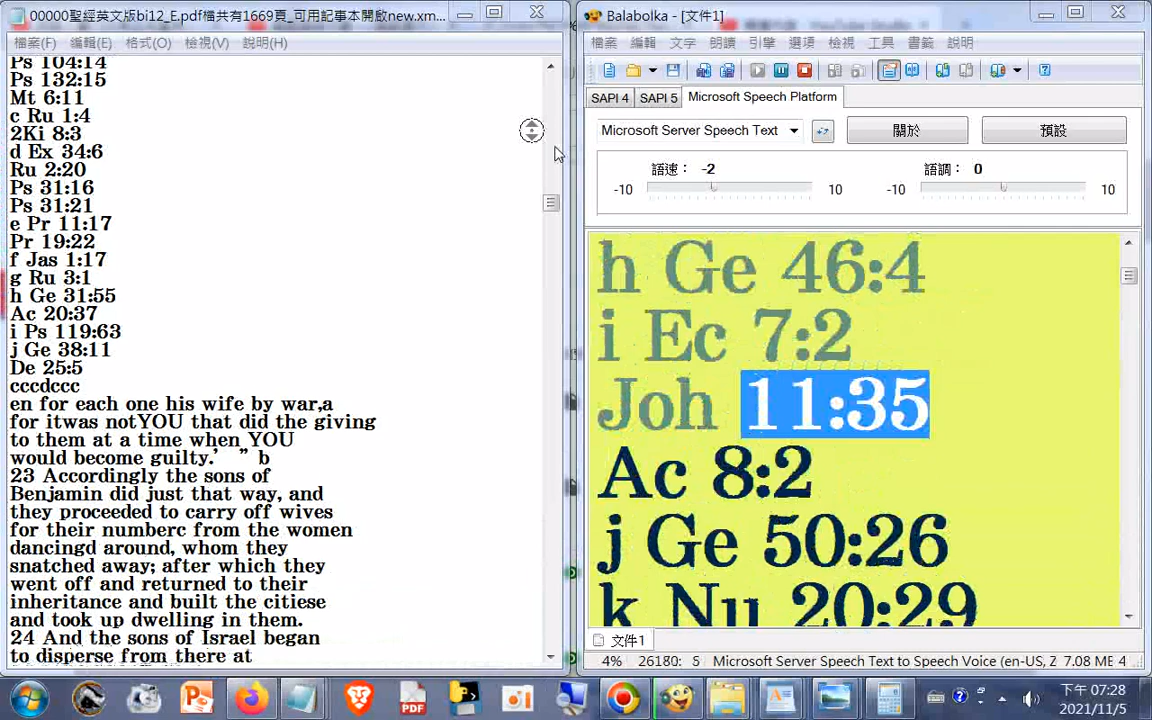 00000聖經英文版bi12_E.pdf檔共有1669頁_可用記事本開啟new.xm...
檔案(F) 編輯(E) 格式(O) 檢視(V) 說明(H)
Ps 104:14
Ps 132:15
Mt 6:11
c Ru 1:4
2Ki 8:3
d Ex 34:6
Ru 2:20
Ps 31:16
Ps 31:21
e Pr 11:17
Pr 19:22
f Jas 1:17
g Ru 3:1
h Ge 31:55
Ac 20:37
i Ps 119:63
j Ge 38:11
De 25:5
cccdccc
en for each one his wife by war,a
for itwas notYOU that did the giving
to them at a time when YOU
would become guilty.’ ” b
23 Accordingly the sons of
Benjamin did just that way, and
they proceeded to carry off wives
for their numberc from the women
dancingd around, whom they
snatched away; after which they
went off and returned to their
inheritance and built the citiese
and took up dwelling in them.
24 And the sons of Israel began
to disperse from there at
Balabolka - [文件1]
檔案 編輯 文字 朗讀 引擎 選項 檢視 工具 書籤 說明
SAPI 4 SAPI 5 Microsoft Speech Platform
Microsoft Server Speech Text 關於 預設
語速： -2 語調： 0
-10 10 -10 10
h Ge 46:4
i Ec 7:2
Joh 11:35
Ac 8:2
j Ge 50:26
k Nu 20:29
文件1
4% 26180: 5 Microsoft Server Speech Text to Speech Voice (en-US, Z 7.08 MB 4
PDF
下午 07:28
2021/11/5